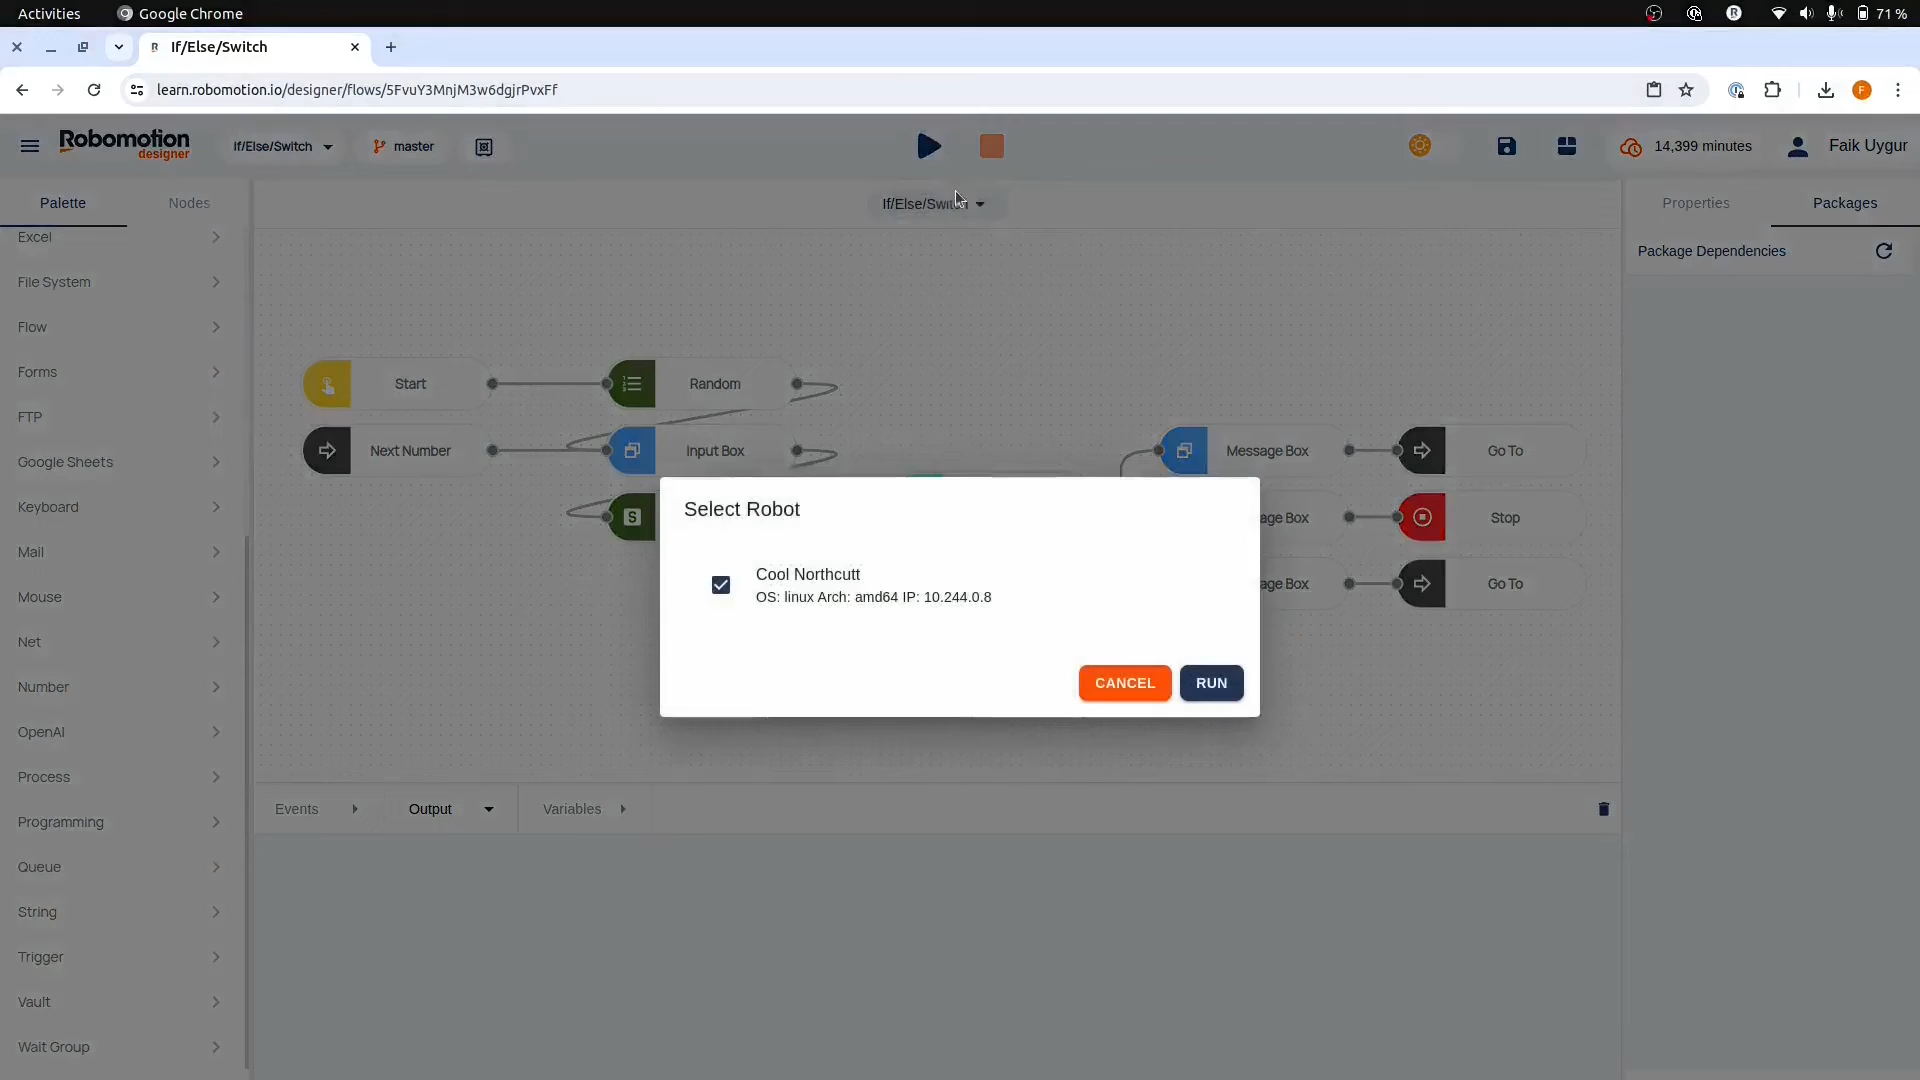 Activities
Google Chrome
71 %
If/Else/Switch
learn.robomotion.io/designer/flows/5FvuY3MnjM3w6dgjrPvxFf
F
Robomotion
designer
If/Else/Switch
master
14,399 minutes
Faik Uygur
Palette
Nodes
If/Else/Switch
Properties
Packages
Package Dependencies
Excel
File System
Flow
Forms
FTP
Google Sheets
Keyboard
Mail
Mouse
Net
Number
OpenAI
Process
Programming
Queue
String
Trigger
Vault
Wait Group
Start
Random
Next Number
Input Box
Message Box
Go To
S
age Box
Stop
age Box
Go To
Select Robot
Cool Northcutt
OS: linux Arch: amd64 IP: 10.244.0.8
CANCEL
RUN
Events
Output
Variables